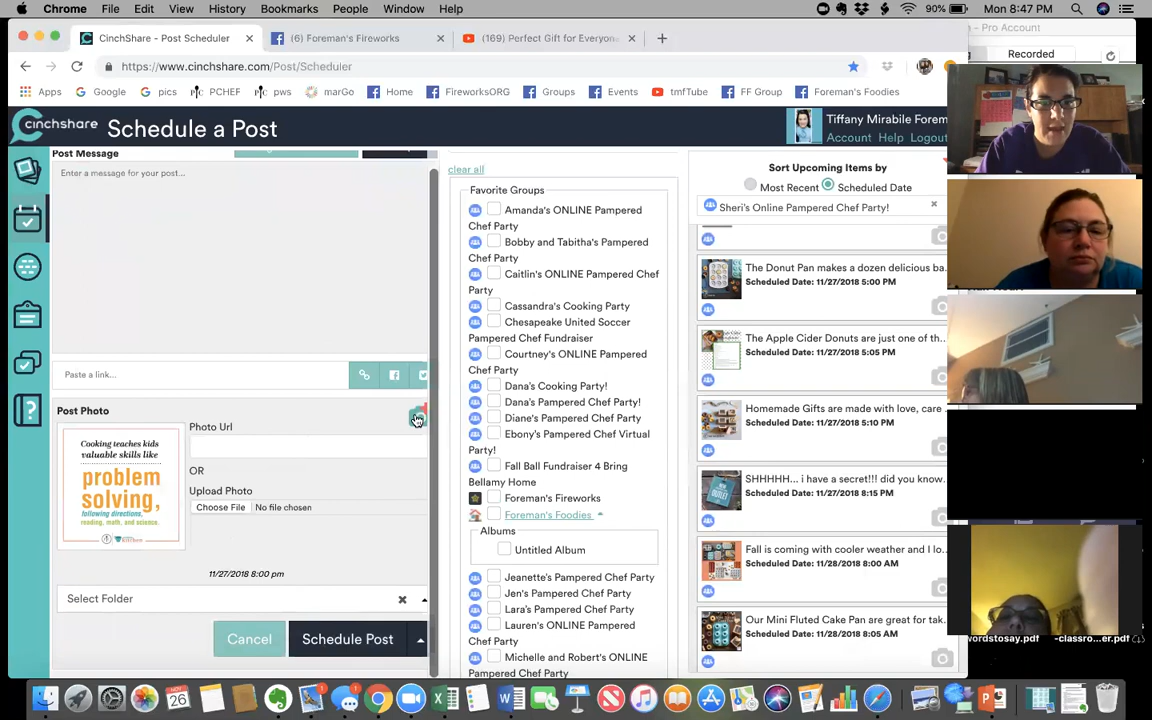 Chrome File Edit View History Bookmarks People Window Help 90% Mon 8:47 PM
CinchShare - Post Scheduler (6) Foreman's Fireworks (169) Perfect Gift for Everyon
- Pro Account
https://www.cinchshare.com/Post/Scheduler
Recorded
Apps Google pics PCHEF pws marGo Home FireworksORG Groups Events tmfTube FF Group Foreman's Foodies
cinchshare Schedule a Post
Tiffany Mirabile Forem
Account Help Logout
Post Message
Enter a message for your post...
Paste a link...
Post Photo
Photo Url
OR
Upload Photo
Choose File No file chosen
Cooking teaches kids
valuable skills like
problem
solving,
following directions,
reading, math, and science.
11/27/2018 8:00 pm
Select Folder
Cancel Schedule Post
clear all
Favorite Groups
Amanda's ONLINE Pampered
Chef Party
Bobby and Tabitha's Pampered
Chef Party
Caitlin's ONLINE Pampered Chef
Party
Cassandra's Cooking Party
Chesapeake United Soccer
Pampered Chef Fundraiser
Courtney's ONLINE Pampered
Chef Party
Dana's Cooking Party!
Dana's Pampered Party!
Diane's Pampered Chef Party
Ebony's Pampered Chef Virtual
Party!
Fall Ball Fundraiser 4 Bring
Bellamy Home
Foreman's Fireworks
Foreman's Foodies
Albums
Untitled Album
Jeanette's Pampered Chef Party
Jen's Pampered Chef Party
Lara's Pampered Chef Party
Lauren's ONLINE Pampered
Chef Party
Michelle and Robert's ONLINE
Pampered Chef Party
Sort Upcoming Items by
Most Recent Scheduled Date
Sheri's Online Pampered Chef Party!
The Donut Pan makes a dozen delicious ba...
Scheduled Date: 11/27/2018 5:00 PM
The Apple Cider Donuts are just one of th...
Scheduled Date: 11/27/2018 5:05 PM
Homemade Gifts are made with love, care ..
Scheduled Date: 11/27/2018 5:10 PM
SHHHHH... i have a secret!!! did you know.
Scheduled Date: 11/27/2018 8:15 PM
Fall is coming with cooler weather and I lo...
Scheduled Date: 11/28/2018 8:00 AM
Our Mini Fluted Cake Pan are great for tak.
Scheduled Date: 11/28/2018 8:05 AM
wordstosay.pdf -classro...er.pdf
NOV
26